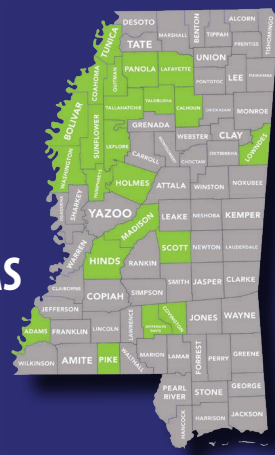 DESOTO
MARSHALL
BENTON
TIPPAH
ALCORN
TISHOMINGO
PRENTISS
TUNICA
TATE
UNION
COAHOMA
QUITMAN
PANOLA
LAFAYETTE
PONTOTOC
LEE
BOLIVAR
TALLAHATCHIE
YALOBUSHA
CALHOUN
CHICKASAW
MONROE
SUNFLOWER
LEFLORE
GRENADA
WEBSTER
CLAY
WASHINGTON
CARROLL
CHOCTAW
OKTIBBEHA
LOWNDES
HUMPHREYS
HOLMES
ATTALA
WINSTON
NOXUBEE
SHARKEY
YAZOO
MADISON
LEAKE
NESHOBA
KEMPER
WARREN
HINDS
RANKIN
SCOTT
NEWTON
LAUDERDALE
AS
CLAIBORNE
COPIAH
SIMPSON
SMITH
JASPER
CLARKE
JEFFERSON
ADAMS
FRANKLIN
LINCOLN
LAWRENCE
JEFFERSON
DAVIS
COVINGTON
JONES
WAYNE
WILKINSON
AMITE
PIKE
WALTHALL
MARION
LAMAR
FORREST
PERRY
GREENE
PEARL
RIVER
STONE
GEORGE
HANCOCK
HARRISON
JACKSON